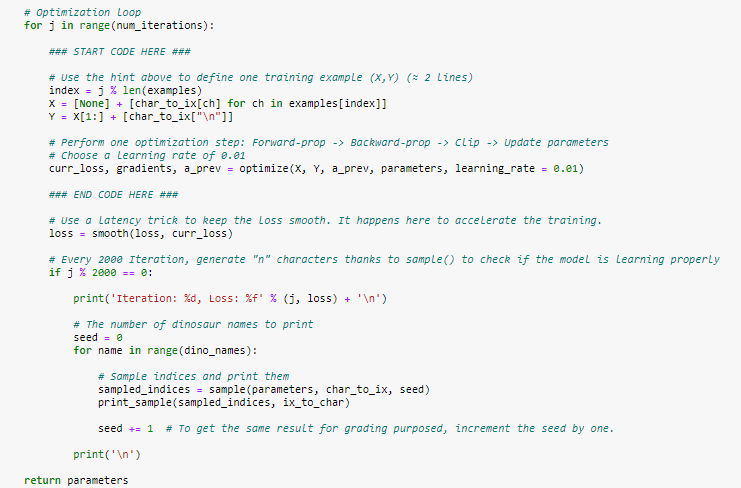 # Optimization loop
for j in range(num_iterations):
### START CODE HERE ###
# Use the hint above to define one training example (X,Y) (≈ 2 lines)
index = j % len(examples)
X = [None] + [char_to_ix[ch] for ch in examples[index]]
Y = X[1:] + [char_to_ix["\n"]]
# Perform one optimization step: Forward-prop -> Backward-prop -> Clip -> Update parameters
# Choose a learning rate of 0.01
curr_loss, gradients, a_prev = optimize(X, Y, a_prev, parameters, learning_rate = 0.01)
### END CODE HERE ###
# Use a latency trick to keep the loss smooth. It happens here to accelerate the training.
loss = smooth(loss, curr_loss)
# Every 2000 Iteration, generate "n" characters thanks to sample() to check if the model is learning properly
if j % 2000 == 0:
print('Iteration: %d, Loss: %f' % (j, loss) + '\n')
# The number of dinosaur names to print
seed = 0
for name in range(dino_names):
# Sample indices and print them
sampled_indices = sample(parameters, char_to_ix, seed)
print_sample(sampled_indices, ix_to_char)
seed += 1  # To get the same result for grading purposed, increment the seed by one.
print('\n')
return parameters